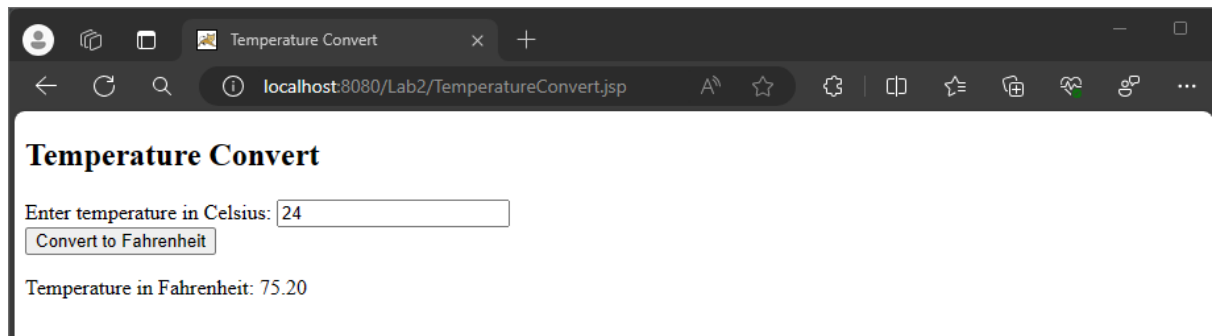 Temperature Convert
localhost:8080/Lab2/TemperatureConvert.jsp
Temperature Convert
Enter temperature in Celsius: 24
Convert to Fahrenheit
Temperature in Fahrenheit: 75.20